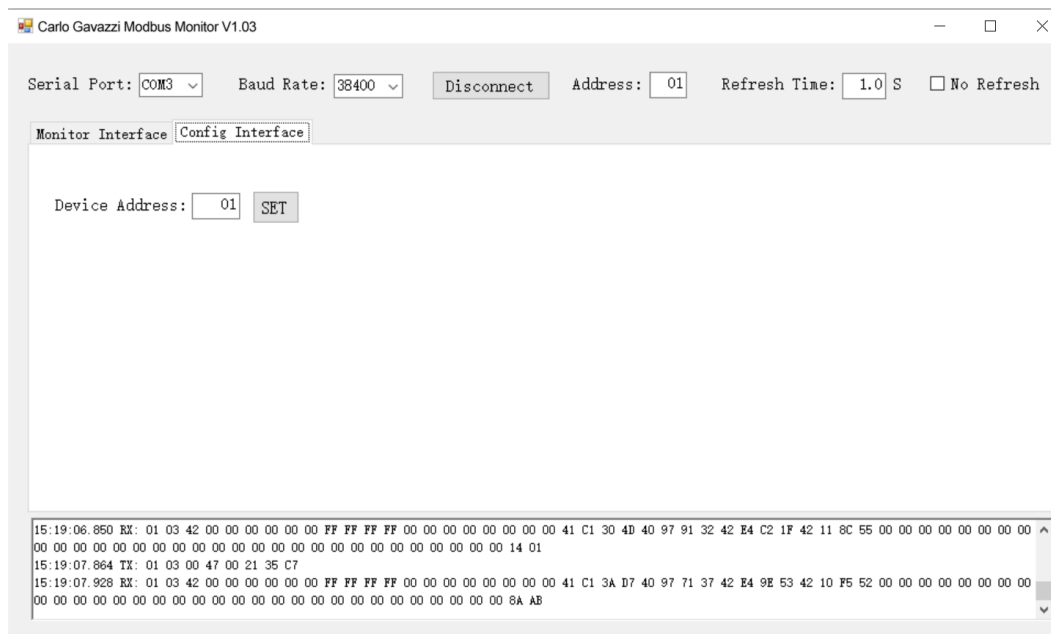 Carlo Gavazzi Modbus Monitor V1.03
Serial Port: COM3 Baud Rate: 38400 Disconnect Address: 01 Refresh Time: 1.0 S No Refresh
Monitor Interface Config Interface
Device Address: 01 SET
15:19:06.850 RX: 01 03 42 00 00 00 00 00 00 FF FF FF FF 00 00 00 00 00 00 00 00 41 C1 30 4D 40 97 91 32 42 E4 C2 1F 42 11 8C 55 00 00 00 00 00 00 00 00
00 00 00 00 00 00 00 00 00 00 00 00 00 00 00 00 00 00 00 00 00 00 00 00 14 01
15:19:07.864 TX: 01 03 00 47 00 21 35 C7
15:19:07.928 RX: 01 03 42 00 00 00 00 00 00 FF FF FF FF 00 00 00 00 00 00 00 00 41 C1 3A D7 40 97 71 37 42 E4 9E 53 42 10 F5 52 00 00 00 00 00 00 00 00
00 00 00 00 00 00 00 00 00 00 00 00 00 00 00 00 00 00 00 00 00 00 00 00 8A AB